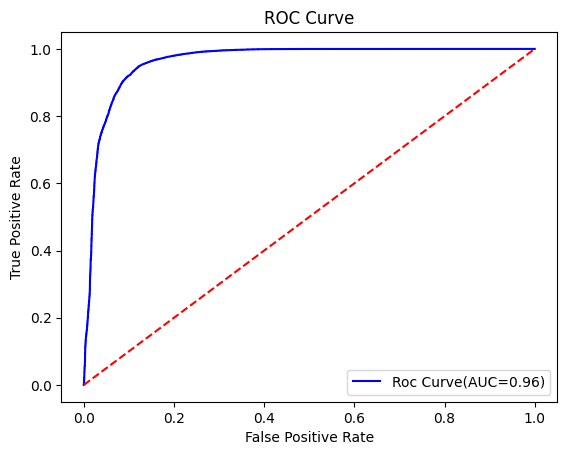 ROC Curve
True Positive Rate
1.0
0.8
0.6
0.4
0.2
0.0
Roc Curve(AUC=0.96)
0.0 0.2 0.4 0.6 0.8 1.0
False Positive Rate